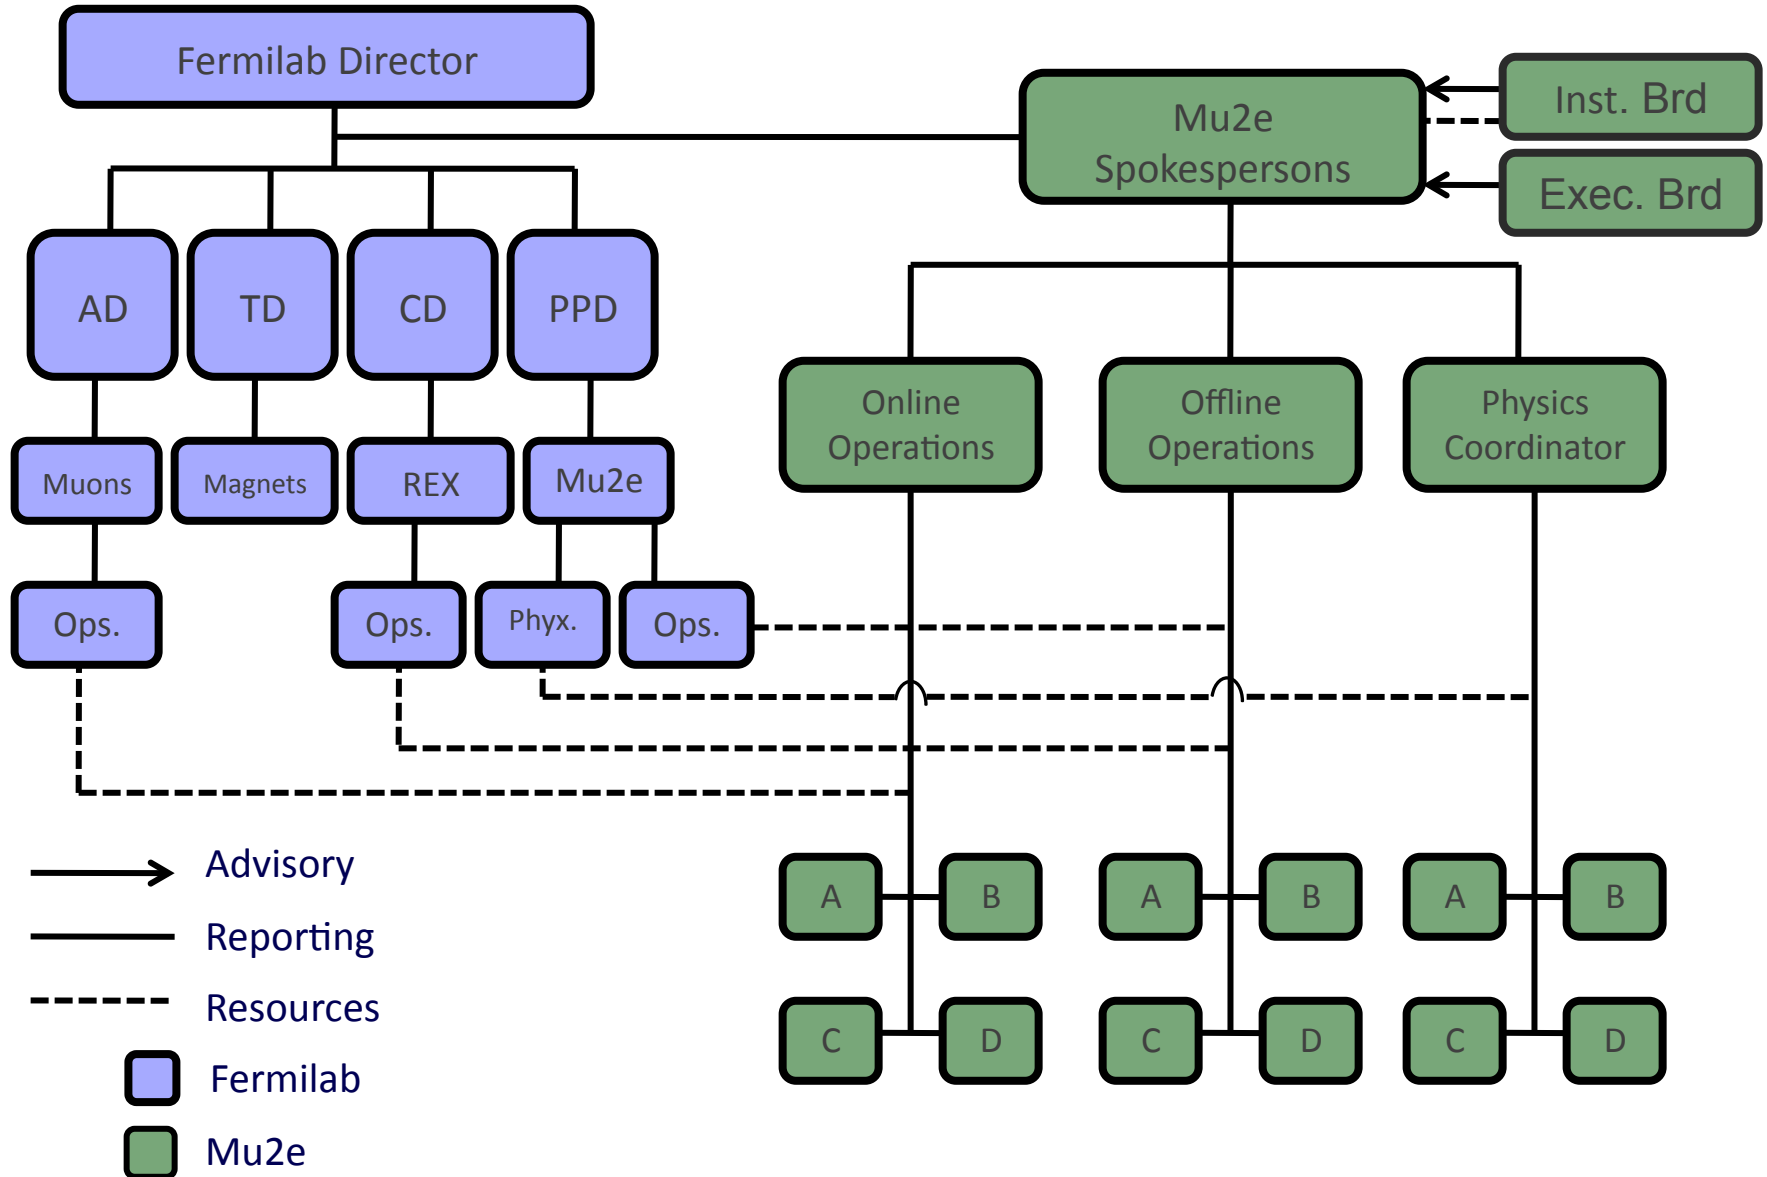 Fermilab Director
Mu2e
Spokespersons
Inst. Brd
Exec. Brd
AD
TD
CD
PPD
Online
Operations
Offline
Operations
Physics
Coordinator
Muons
Magnets
REX
Mu2e
Ops.
Ops.
Phyx.
Ops.
A
B
A
B
A
B
C
D
C
D
C
D
Advisory
Reporting
Resources
Fermilab
Mu2e